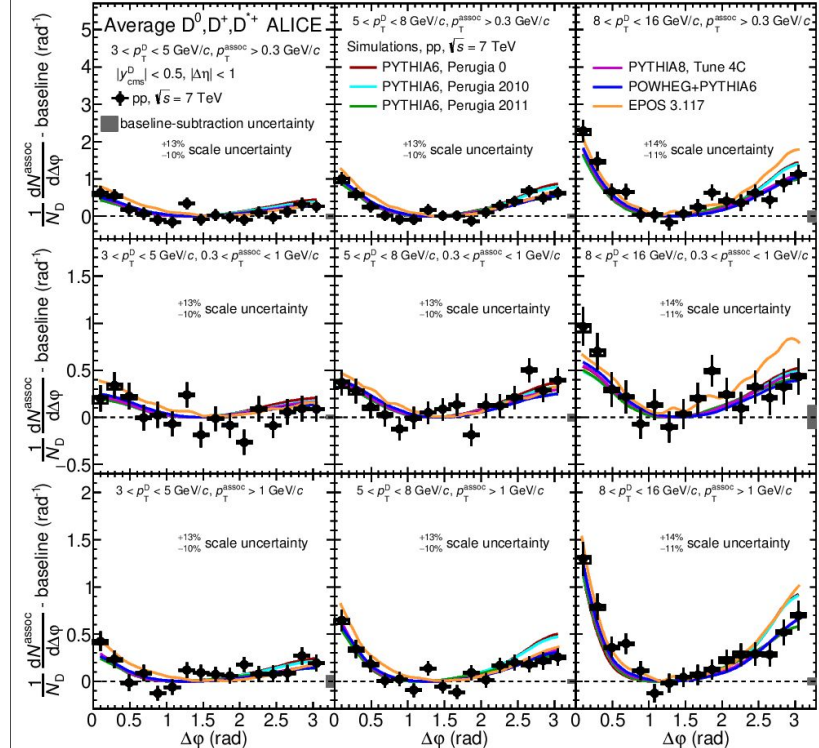 Average D⁰,D⁺,D*⁺ ALICE
3 < p_T^D < 5 GeV/c, p_T^assoc > 0.3 GeV/c
|y_cms^D| < 0.5, |Δη| < 1
pp, √s = 7 TeV
baseline-subtraction uncertainty
+13%
−10% scale uncertainty
5 < p_T^D < 8 GeV/c, p_T^assoc > 0.3 GeV/c
Simulations, pp, √s = 7 TeV
PYTHIA6, Perugia 0
PYTHIA6, Perugia 2010
PYTHIA6, Perugia 2011
+13%
−10% scale uncertainty
8 < p_T^D < 16 GeV/c, p_T^assoc > 0.3 GeV/c
PYTHIA8, Tune 4C
POWHEG+PYTHIA6
EPOS 3.117
+14%
−11% scale uncertainty
1/N_D dN^assoc/dΔφ - baseline (rad⁻¹)
5
4
3
2
1
0
3 < p_T^D < 5 GeV/c, 0.3 < p_T^assoc < 1 GeV/c
+13%
−10% scale uncertainty
5 < p_T^D < 8 GeV/c, 0.3 < p_T^assoc < 1 GeV/c
+13%
−10% scale uncertainty
8 < p_T^D < 16 GeV/c, 0.3 < p_T^assoc < 1 GeV/c
+14%
−11% scale uncertainty
1/N_D dN^assoc/dΔφ - baseline (rad⁻¹)
1.5
1
0.5
0
−0.5
3 < p_T^D < 5 GeV/c, p_T^assoc > 1 GeV/c
+13%
−10% scale uncertainty
5 < p_T^D < 8 GeV/c, p_T^assoc > 1 GeV/c
+13%
−10% scale uncertainty
8 < p_T^D < 16 GeV/c, p_T^assoc > 1 GeV/c
+14%
−11% scale uncertainty
1/N_D dN^assoc/dΔφ - baseline (rad⁻¹)
2
1.5
1
0.5
0
0 0.5 1 1.5 2 2.5 3
0 0.5 1 1.5 2 2.5 3
0 0.5 1 1.5 2 2.5 3
Δφ (rad)
Δφ (rad)
Δφ (rad)